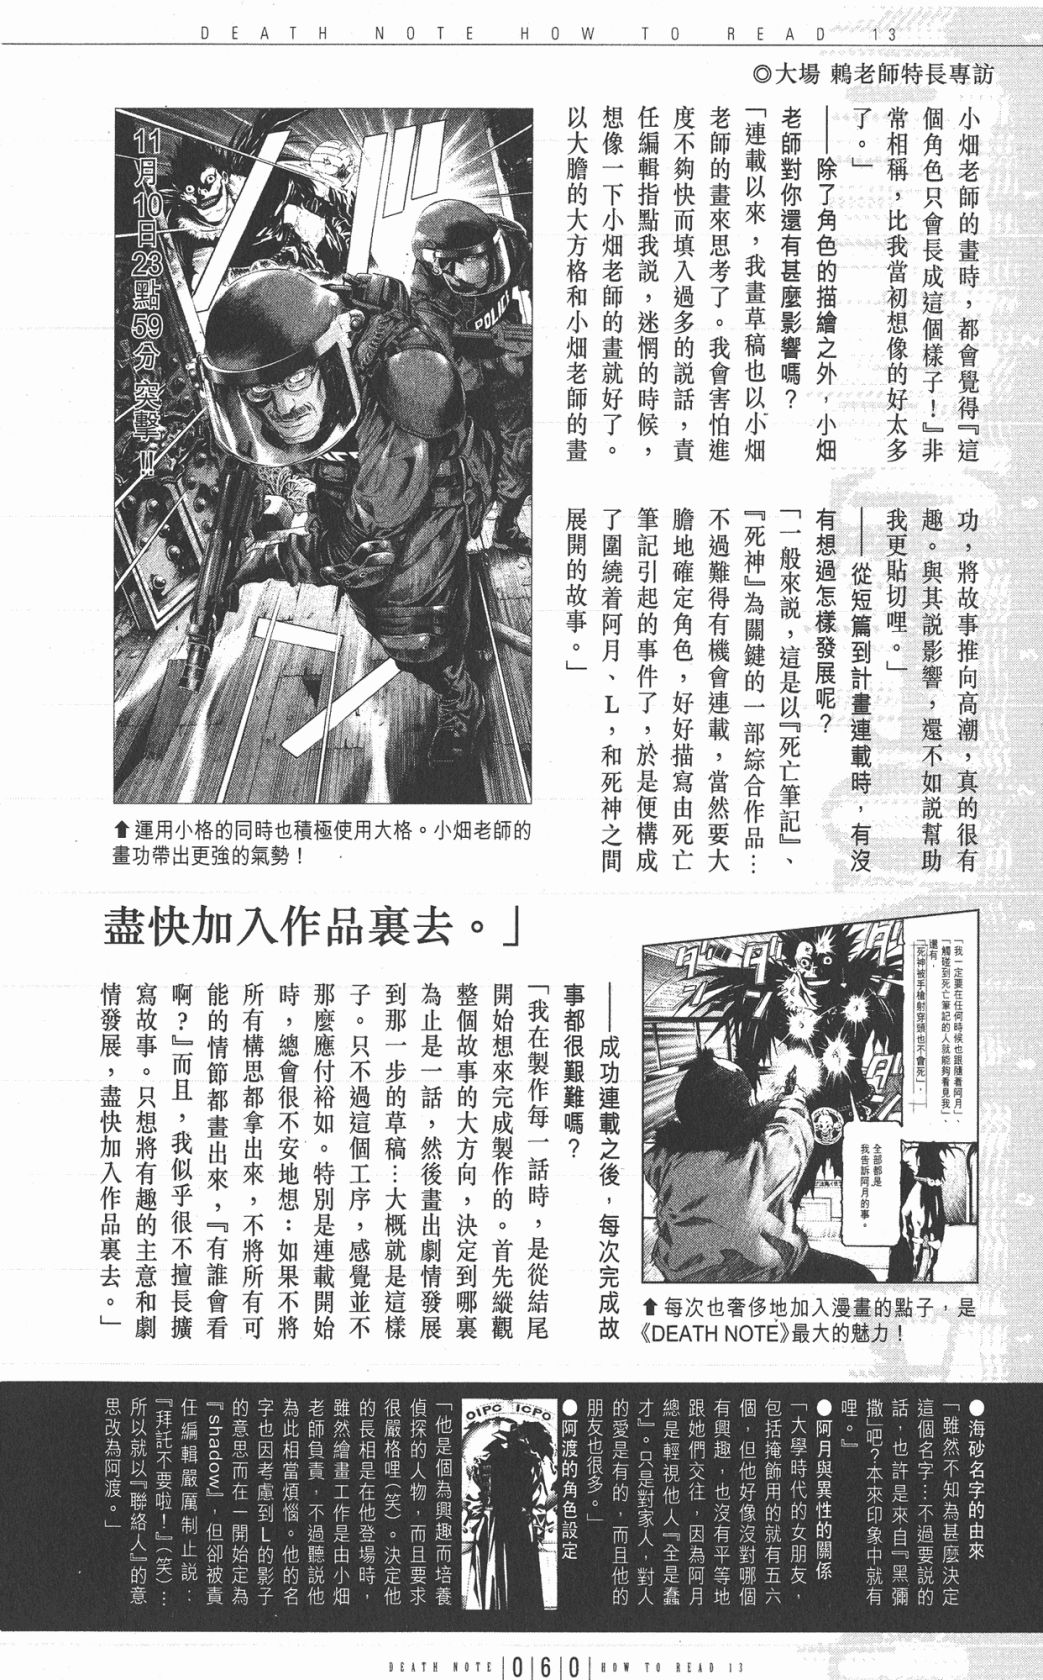 DEATH NOTE HOW TO READ 13
◎大場 鶇老師特長專訪
小畑老師的畫時，都會覺得『這
個角色只會長成這個樣子！』非
常相稱，比我當初想像的好太多
了。」
——除了角色的描繪之外，小畑
老師對你還有甚麼影響嗎？
「連載以來，我畫草稿也以小畑
老師的畫來思考了。我會害怕進
度不夠快而填入過多的説話，責
任編輯指點我説，迷惘的時候，
想像一下小畑老師的畫就好了。
以大膽的大方格和小畑老師的畫
功，將故事推向高潮，真的很有
趣。與其説影響，還不如説幫助
我更貼切哩。」
——從短篇到計畫連載時，有沒
有想過怎樣發展呢？
「一般來説，這是以『死亡筆記』、
『死神』為關鍵的一部綜合作品…
不過難得有機會連載，當然要大
膽地確定角色，好好描寫由死亡
筆記引起的事件了，於是便構成
了圍繞着阿月、L，和死神之間
展開的故事。」
11月10日23點59分 突擊!!
POLICE
⬆運用小格的同時也積極使用大格。小畑老師的
畫功帶出更強的氣勢！
「我一定要在任何時候也跟隨着阿月」、
「觸碰到死亡筆記的人就能夠看見我」、
還有，
「死神被手槍射穿頭也不會死」，
全部都是
我告訴阿月的事。
ダン
ダン
ダン
⬆每次也奢侈地加入漫畫的點子，是
《DEATH NOTE》最大的魅力！
盡快加入作品裏去。」
——成功連載之後，每次完成故
事都很艱難嗎？
「我在製作每一話時，是從結尾
開始想來完成製作的。首先縱觀
整個故事的大方向，決定到哪裏
為止是一話，然後畫出劇情發展
到那一步的草稿…大概就是這樣
子。只不過這個工序，感覺並不
那麼應付裕如。特別是連載開始
時，總會很不安地想：如果不將
所有構思都拿出來，不將所有可
能的情節都畫出來，『有誰會看
啊？』而且，我似乎很不擅長擴
寫故事。只想將有趣的主意和劇
情發展，盡快加入作品裏去。」
●海砂名字的由來
「雖然不知為甚麼決定
這個名字…不過要説的
話，也許是來自『黑彌
撒』吧？本來印象中就有
哩。』
●阿月與異性的關係
「大學時代的女朋友，
包括掩飾用的就有五六
個，但他好像沒對哪個
有興趣，也沒有平等地
跟她們交往，因為阿月
總是輕視他人『全是蠢
才』。只是對家人，對人
的愛是有的，而且他的
朋友也很多。」
●阿渡的角色設定
OIPC ICPO
「他是個為興趣而培養
偵探的人物，而且要求
很嚴格哩（笑）。決定他
的長相是在他登場時，
雖然繪畫工作是由小畑
老師負責，不過聽説他
為此相當煩惱。他的名
字也因考慮到L的影子
的意思而在一開始定為
『shadow』，但卻被責
任編輯嚴厲制止説：
『拜託不要啦！』（笑）…
所以就以『聯絡人』的意
思改為阿渡。」
DEATH NOTE |0|6|0| HOW TO READ 13